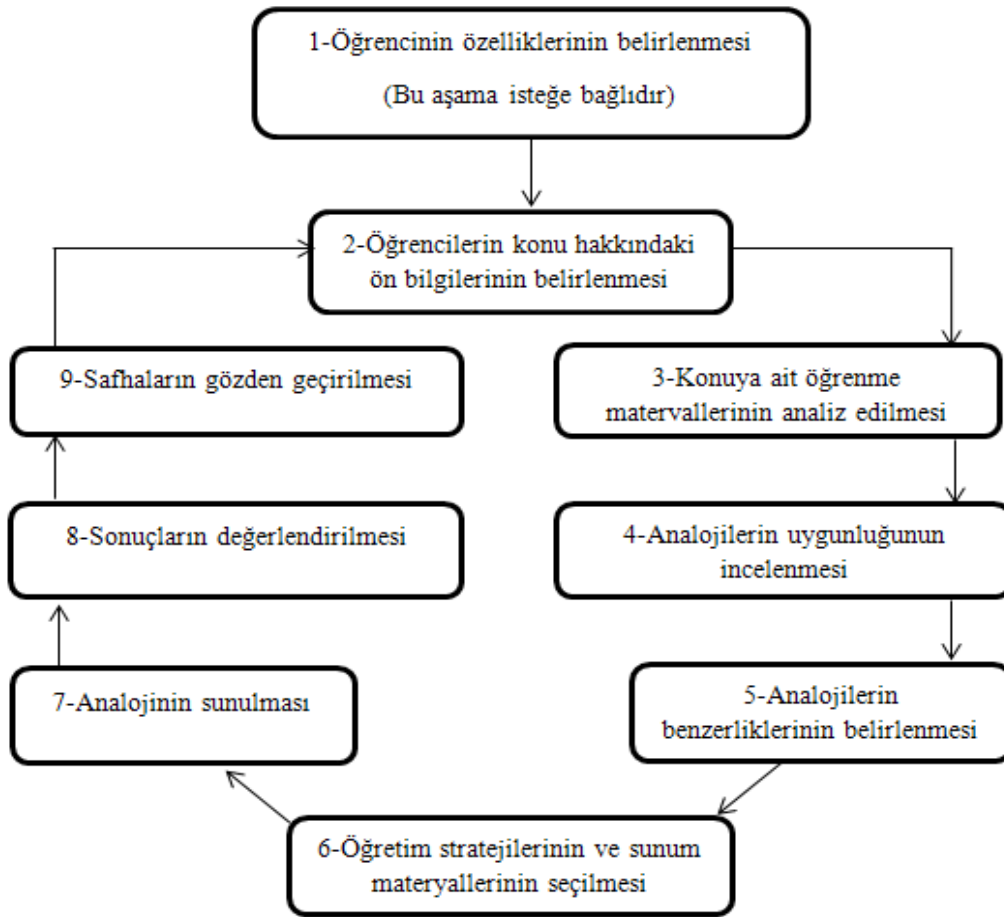 1-Öğrencinin özelliklerinin belirlenmesi
(Bu aşama isteğe bağlıdır)
2-Öğrencilerin konu hakkındaki
ön bilgilerinin belirlenmesi
3-Konuya ait öğrenme
matervallerinin analiz edilmesi
4-Analojilerin uygunluğunun
incelenmesi
5-Analojilerin
benzerliklerinin belirlenmesi
6-Öğretim stratejilerinin ve sunum
materyallerinin seçilmesi
7-Analojinin sunulması
8-Sonuçların değerlendirilmesi
9-Safhaların gözden geçirilmesi